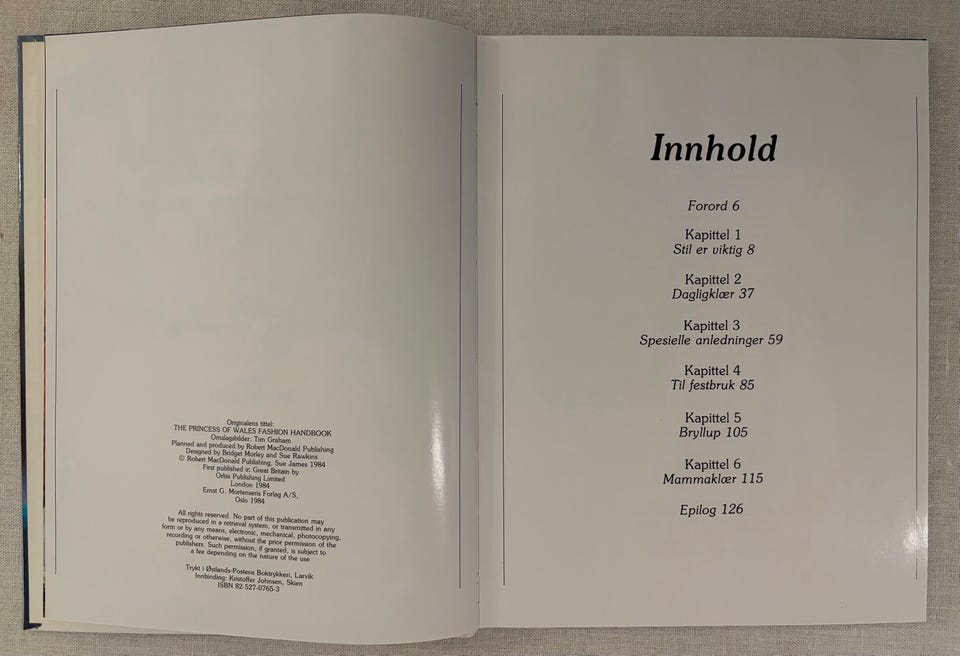 Originalens tittel:
THE PRINCESS OF WALES FASHION HANDBOOK
Omslagsbilder: Tim Graham
Planned and produced by Robert MacDonald Publishing
Designed by Bridget Morley and Sue Rawkins
© Robert MacDonald Publishing, Sue James 1984
First published in Great Britain by
Orbis Publishing Limited
London 1984
Ernst G. Mortensens Forlag A/S,
Oslo 1984
All rights reserved. No part of this publication may
be reproduced in a retrieval system, or transmitted in any
form or by any means, electronic, mechanical, photocopying,
recording or otherwise, without the prior permission of the
publishers. Such permission, if granted, is subject to
a fee depending on the nature of the use
Trykt i Østlands-Postens Boktrykkeri, Larvik
Innbinding: Kristoffer Johnsen, Skien
ISBN 82-527-0765-3
Innhold
Forord 6
Kapittel 1
Stil er viktig 8
Kapittel 2
Dagligklær 37
Kapittel 3
Spesielle anledninger 59
Kapittel 4
Til festbruk 85
Kapittel 5
Bryllup 105
Kapittel 6
Mammaklær 115
Epilog 126